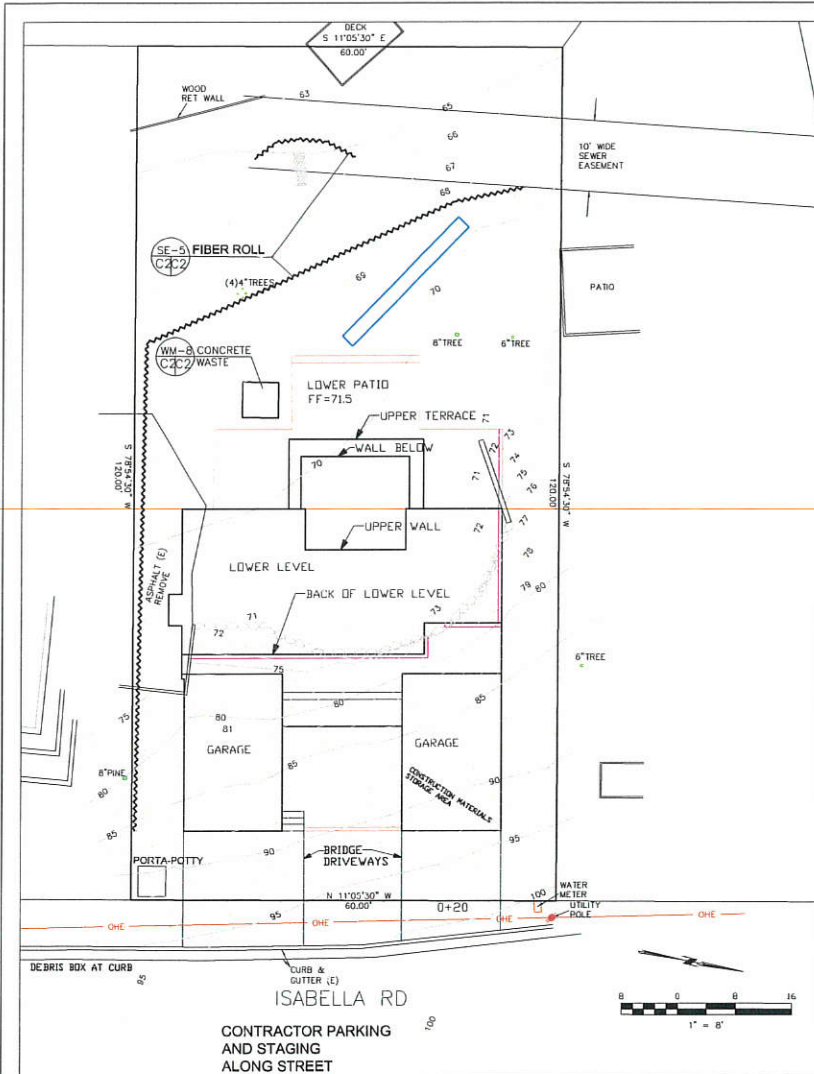 DECK
S 11°05'30" E
60.00'
WOOD
RET WALL
63
65
66
67
68
10' WIDE
SEWER
EASEMENT
SE-5
C2C2
FIBER ROLL
(4)4"TREES
69
70
PATIO
8"TREE
6"TREE
WM-8
C2C2
CONCRETE
WASTE
LOWER PATIO
FF=71.5
UPPER TERRACE
WALL BELOW
70
71
72
73
74
75
76
77
78
79
80
71
72
S 78°54'30" W
120.00'
S 78°54'30" W
120.00'
UPPER WALL
LOWER LEVEL
ASPHALT (E)
REMOVE
BACK OF LOWER LEVEL
71
72
73
75
6"TREE
75
80
81
80
85
GARAGE
GARAGE
85
90
CONSTRUCTION MATERIALS
STORAGE AREA
8"PINE
80
85
90
95
PORTA-POTTY
BRIDGE
DRIVEWAYS
N 11°05'30" W
60.00'
0+20
100
WATER
METER
UTILITY
POLE
OHE
95
OHE
OHE
OHE
DEBRIS BOX AT CURB
95
CURB &
GUTTER (E)
ISABELLA RD
100
CONTRACTOR PARKING
AND STAGING
ALONG STREET
8 0 8 16
1" = 8'